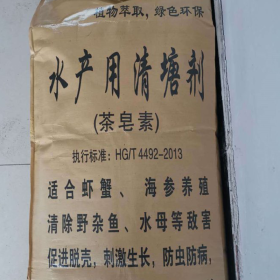 植物萃取，绿色环保
水产用清塘剂
(茶皂素)
执行标准：HG/T 4492-2013
适合虾蟹、海参养殖
清除野杂鱼、水母等敌害
促进脱壳，刺激生长，防虫防病，